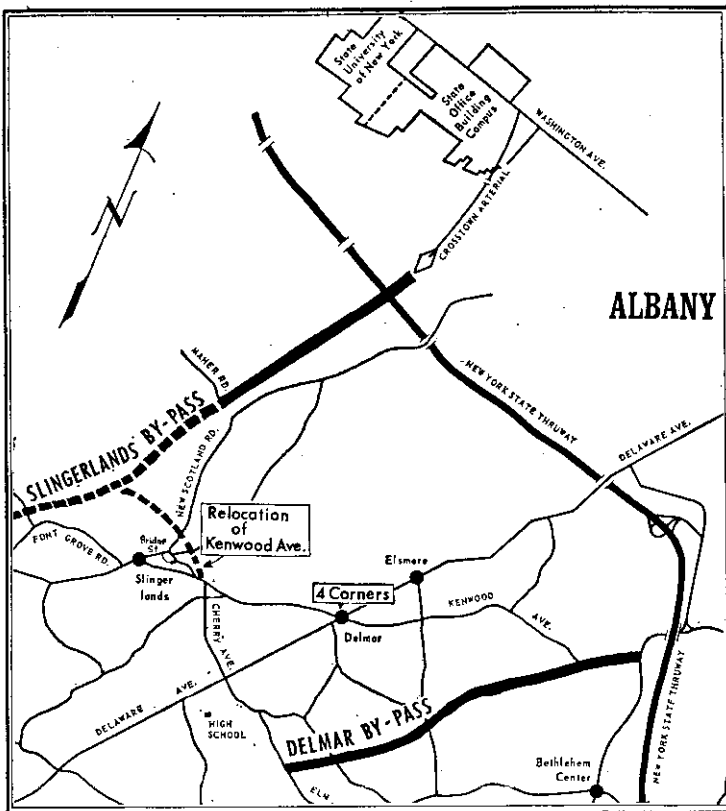 State
University
of New York
State
Office
Building
Campus
WASHINGTON AVE.
CROSSTOWN ARTERIAL
N
ALBANY
MAHER RD.
NEW YORK STATE THRUWAY
SLINGERLANDS BY-PASS
DELAWARE AVE.
NEW SCOTLAND RD.
Relocation
of
Kenwood Ave.
FONT GROVE RD.
Bridge
St.
Slinger
lands
Elsmere
4 Corners
KENWOOD
AVE.
CHERRY AVE.
Delmar
DELAWARE AVE.
HIGH
SCHOOL
DELMAR BY-PASS
NEW YORK STATE THRUWAY
Bethlehem
Center
ELM